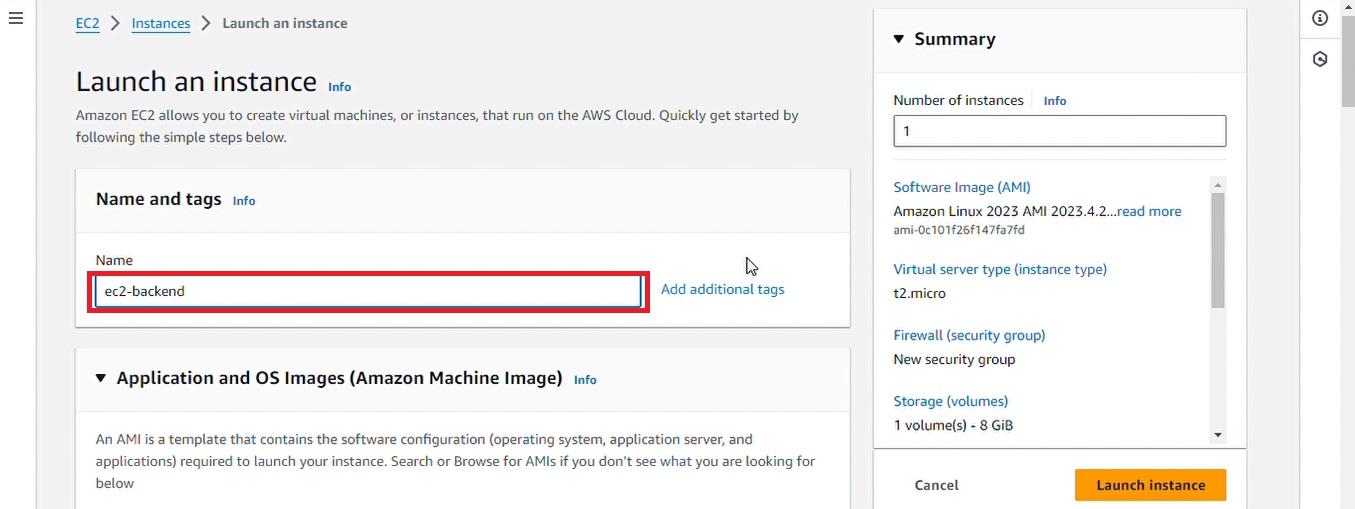 EC2 > Instances > Launch an instance
Launch an instance Info
Amazon EC2 allows you to create virtual machines, or instances, that run on the AWS Cloud. Quickly get started by
following the simple steps below.
Name and tags Info
Name
ec2-backend
Add additional tags
Application and OS Images (Amazon Machine Image) Info
An AMI is a template that contains the software configuration (operating system, application server, and
applications) required to launch your instance. Search or Browse for AMIs if you don't see what you are looking for
below
Summary
Number of instances Info
1
Software Image (AMI)
Amazon Linux 2023 AMI 2023.4.2...read more
ami-0c101f26f147fa7fd
Virtual server type (instance type)
t2.micro
Firewall (security group)
New security group
Storage (volumes)
1 volume(s) - 8 GiB
Cancel
Launch instance